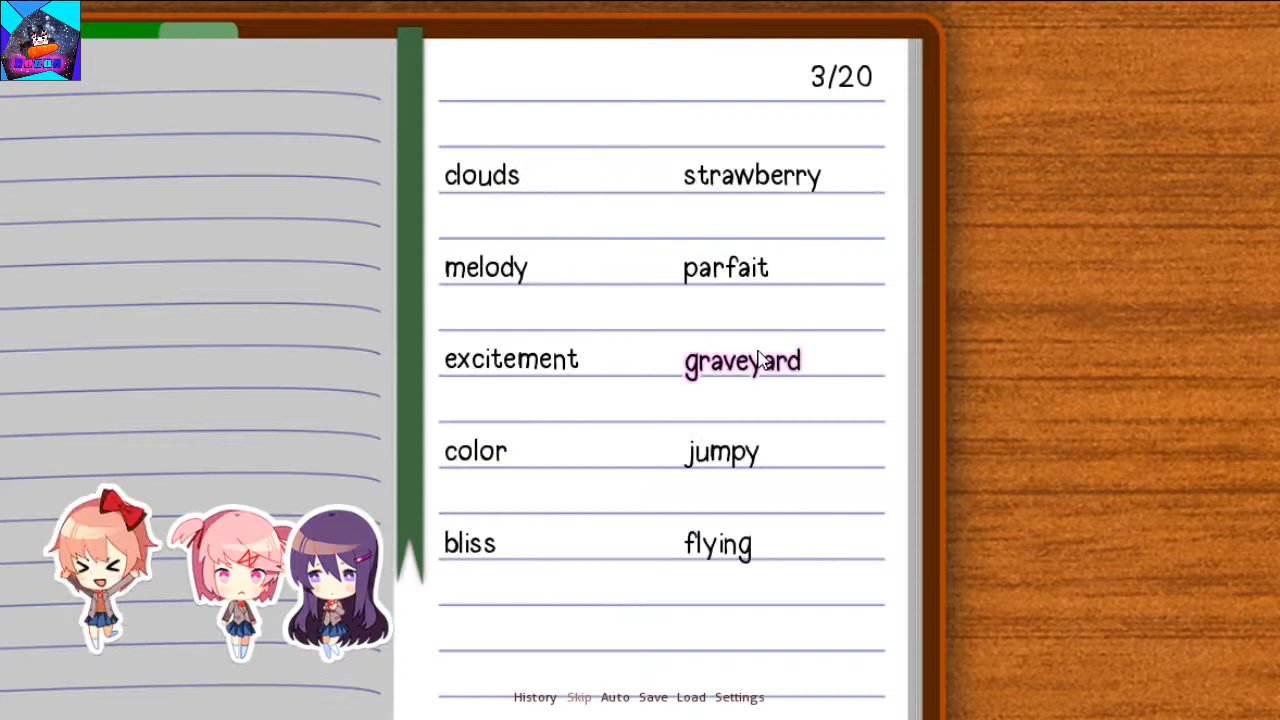 3/20
clouds strawberry
melody parfait
excitement graveyard
color jumpy
bliss flying
History Skip Auto Save Load Settings